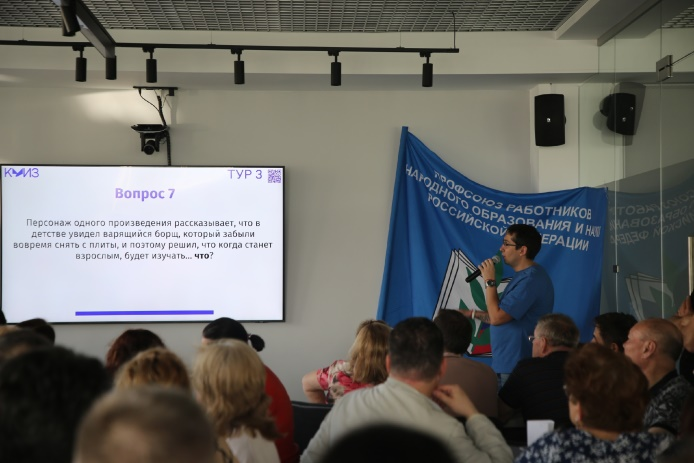 КВИЗ
ТУР 3
Вопрос 7
Персонаж одного произведения рассказывает, что в
детстве увидел варящийся борщ, который забыли
вовремя снять с плиты, и поэтому решил, что когда станет
взрослым, будет изучать... что?
ПРОФСОЮЗ РАБОТНИКОВ
НАРОДНОГО ОБРАЗОВАНИЯ И НАУКИ
РОССИЙСКОЙ ФЕДЕРАЦИИ